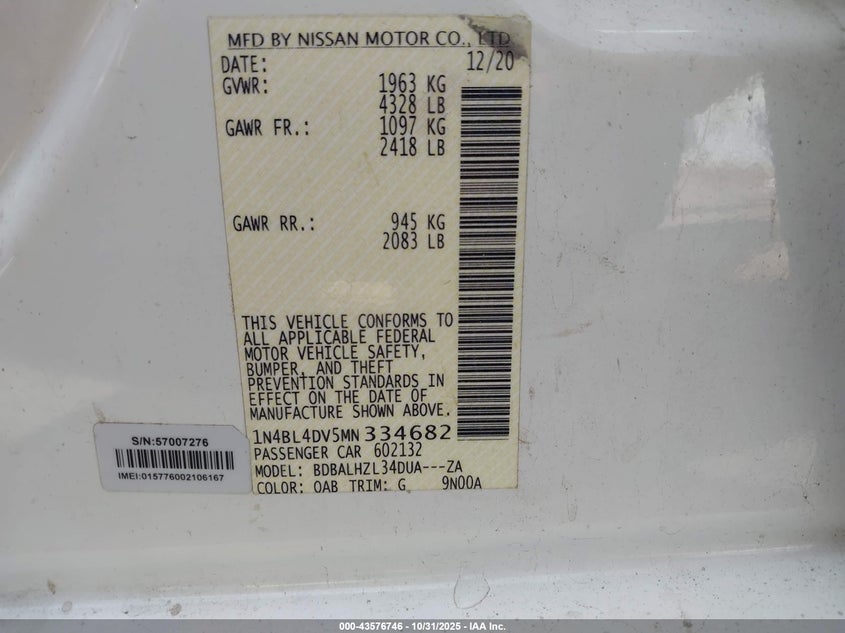 MFD BY NISSAN MOTOR CO., LTD
DATE: 12/20
GVWR: 1963 KG
4328 LB
GAWR FR.: 1097 KG
2418 LB
GAWR RR.: 945 KG
2083 LB
THIS VEHICLE CONFORMS TO
ALL APPLICABLE FEDERAL
MOTOR VEHICLE SAFETY,
BUMPER, AND THEFT
PREVENTION STANDARDS IN
EFFECT ON THE DATE OF
MANUFACTURE SHOWN ABOVE.
1N4BL4DV5MN334682
PASSENGER CAR 602132
MODEL: BDBALHZL34DUA---ZA
COLOR: QAB TRIM: G 9N00A
S/N:57007276
IMEI:015776002106167
000-43576746 - 10/31/2025 - IAA Inc.